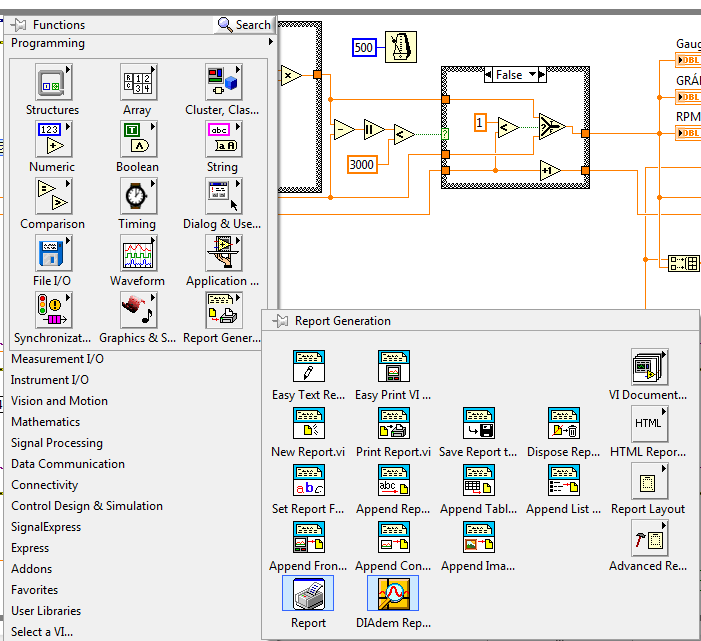 Functions
Search
Programming
Structures
Array
Cluster, Clas...
Numeric
Boolean
String
Comparison
Timing
Dialog & Use...
File I/O
Waveform
Application ...
Synchronizat...
Graphics & S...
Report Gener...
Measurement I/O
Instrument I/O
Vision and Motion
Mathematics
Signal Processing
Data Communication
Connectivity
Control Design & Simulation
SignalExpress
Express
Addons
Favorites
User Libraries
Select a VI...
500
False
1
3000
+1
Gaug
DBL
GRÁ
DBL
RPM
DBL
Report Generation
Easy Text Re...
Easy Print VI ...
VI Document...
New Report.vi
Print Report.vi
Save Report t...
Dispose Rep...
HTML
HTML Repor...
Set Report F...
Append Rep...
Append Tabl...
Append List ...
Report Layout
Append Fron...
Append Con...
Append Ima...
Advanced Re...
Report
DIAdem Rep...